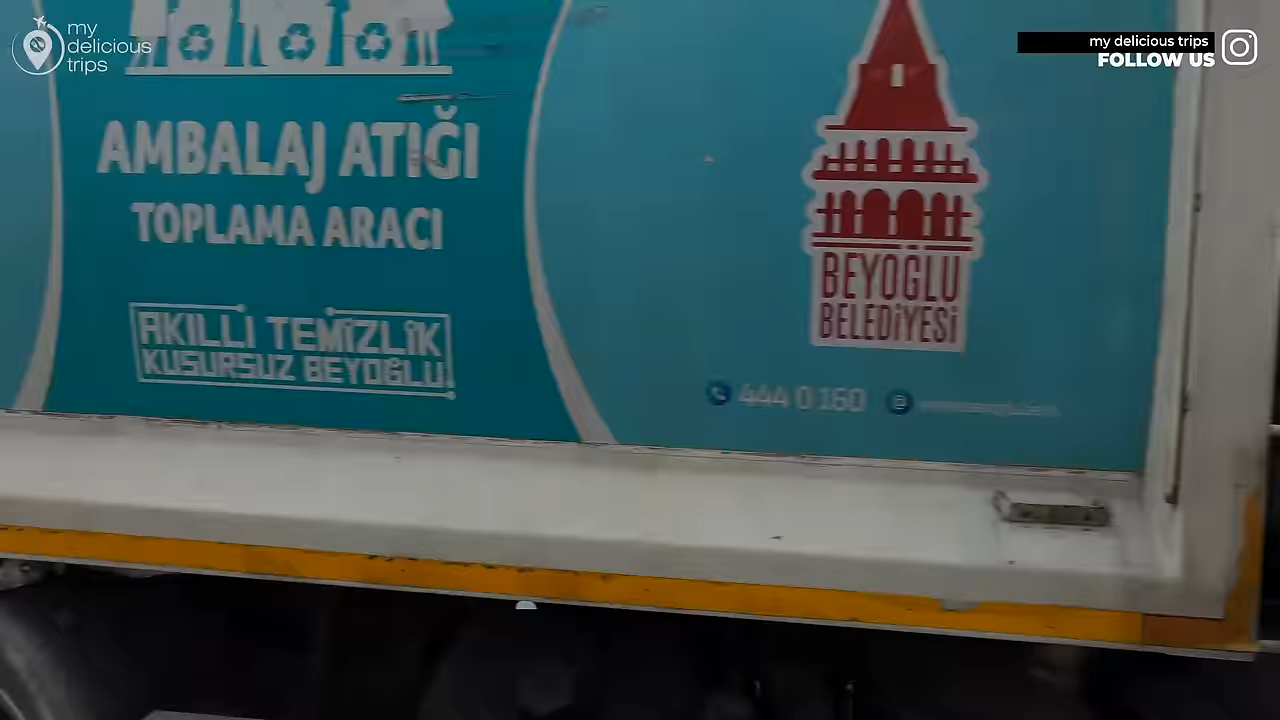 my
delicious
trips
my delicious trips
FOLLOW US
AMBALAJ ATIĞI
TOPLAMA ARACI
AKILLI TEMİZLİK
KUSURSUZ BEYOĞLU
BEYOĞLU
BELEDİYESİ
444 0 160